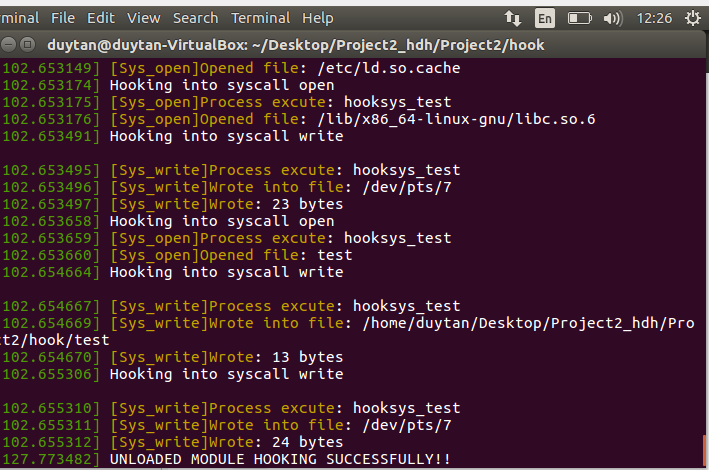 minal File Edit View Search Terminal Help En 12:26
duytan@duytan-VirtualBox: ~/Desktop/Project2_hdh/Project2/hook
102.653149] [Sys_open]Opened file: /etc/ld.so.cache
102.653174] Hooking into syscall open
102.653175] [Sys_open]Process excute: hooksys_test
102.653176] [Sys_open]Opened file: /lib/x86_64-linux-gnu/libc.so.6
102.653491] Hooking into syscall write
102.653495] [Sys_write]Process excute: hooksys_test
102.653496] [Sys_write]Wrote into file: /dev/pts/7
102.653497] [Sys_write]Wrote: 23 bytes
102.653658] Hooking into syscall open
102.653659] [Sys_open]Process excute: hooksys_test
102.653660] [Sys_open]Opened file: test
102.654664] Hooking into syscall write
102.654667] [Sys_write]Process excute: hooksys_test
102.654669] [Sys_write]Wrote into file: /home/duytan/Desktop/Project2_hdh/Pro
ct2/hook/test
102.654670] [Sys_write]Wrote: 13 bytes
102.655306] Hooking into syscall write
102.655310] [Sys_write]Process excute: hooksys_test
102.655311] [Sys_write]Wrote into file: /dev/pts/7
102.655312] [Sys_write]Wrote: 24 bytes
127.773482] UNLOADED MODULE HOOKING SUCCESSFULLY!!